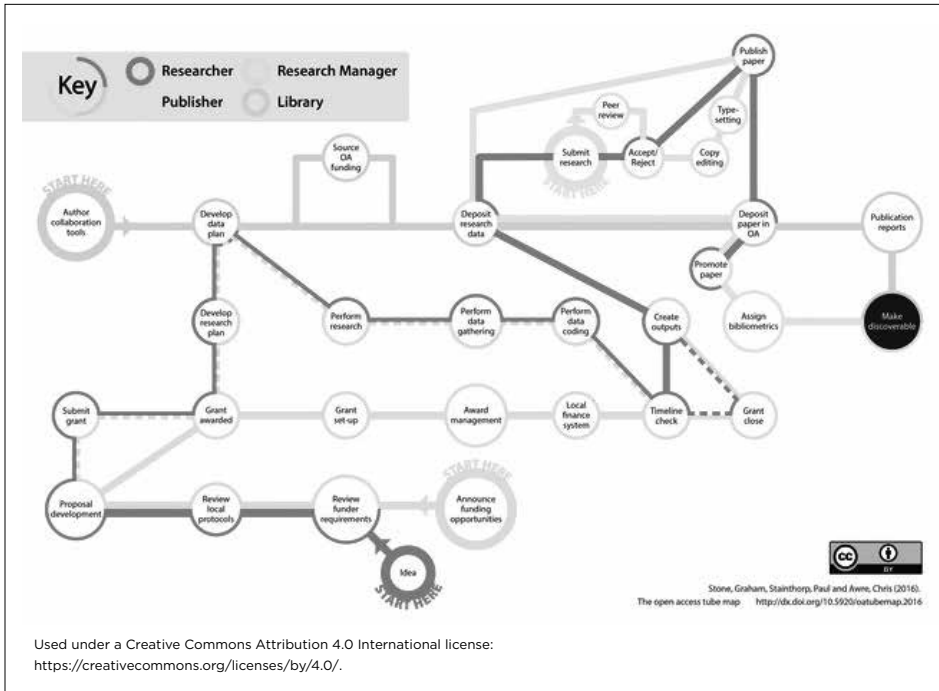 Key
Researcher
Research Manager
Publisher
Library
Publish
paper
Peer
review
Type-
setting
Submit
research
Accept/
Reject
Copy
editing
START HERE
START HERE
Source
OA
funding
START HERE
Author
collaboration
tools
Develop
data
plan
Deposit
research
data
Deposit
paper in
OA
Publication
reports
Promote
paper
Develop
research
plan
Perform
research
Perform
data
gathering
Perform
data
coding
Create
outputs
Assign
bibliometrics
Make
discoverable
Submit
grant
Grant
awarded
Grant
set-up
Award
management
Local
finance
system
Timeline
check
Grant
close
START HERE
Proposal
development
Review
local
protocols
Review
funder
requirements
Announce
funding
opportunities
Idea
START HERE
cc
BY
Stone, Graham, Stainthorp, Paul and Awre, Chris (2016).
The open access tube map http://dx.doi.org/10.5920/oatubemap.2016
Used under a Creative Commons Attribution 4.0 International license:
https://creativecommons.org/licenses/by/4.0/.